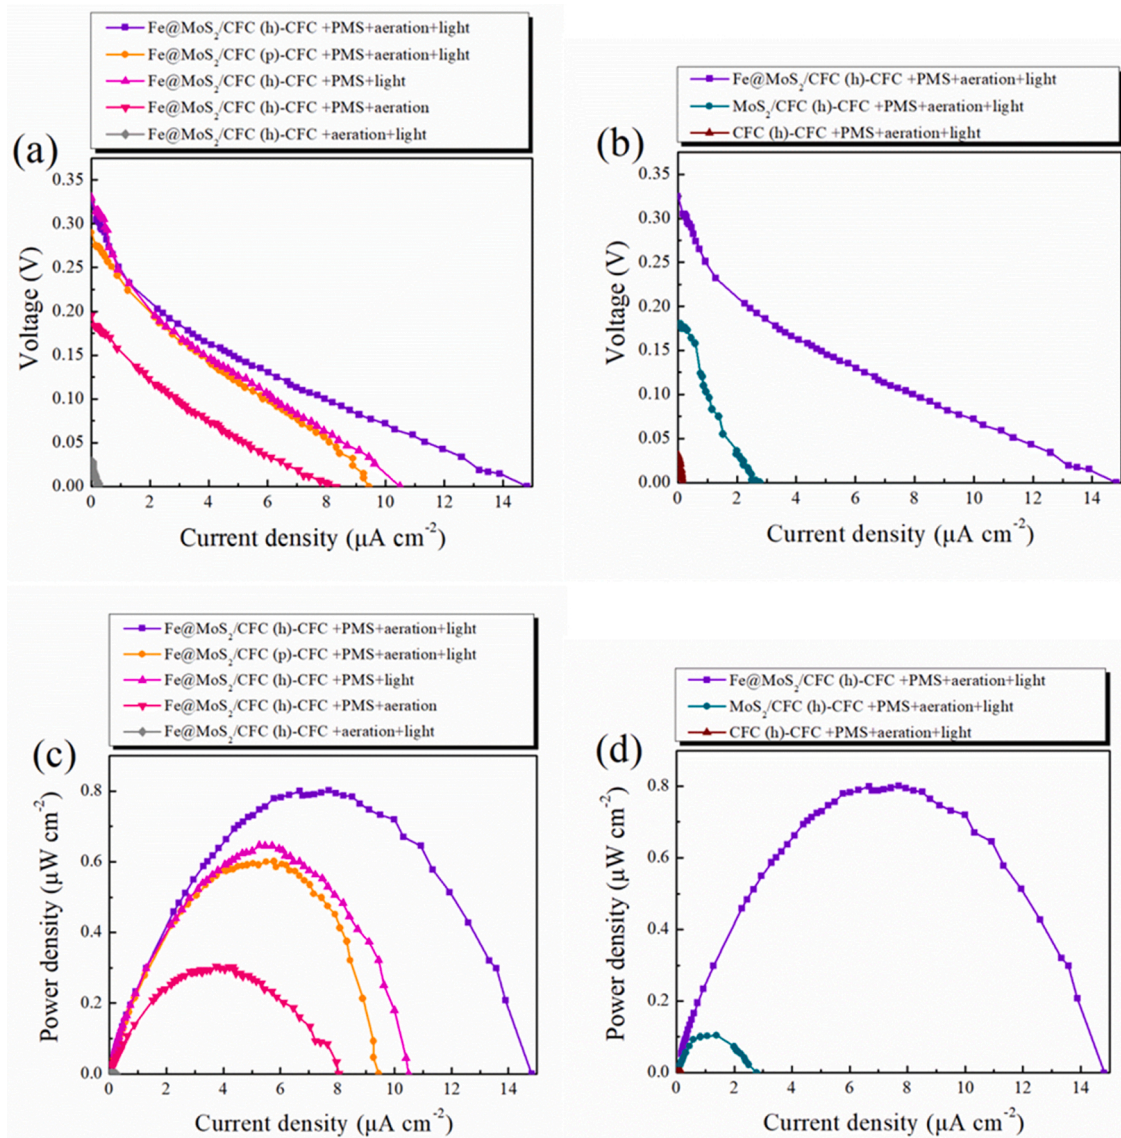 Fe@MoS2/CFC (h)-CFC +PMS+aeration+light
Fe@MoS2/CFC (p)-CFC +PMS+aeration+light
Fe@MoS2/CFC (h)-CFC +PMS+light
Fe@MoS2/CFC (h)-CFC +PMS+aeration
Fe@MoS2/CFC (h)-CFC +aeration+light
(a)
Voltage (V)
0.35
0.30
0.25
0.20
0.15
0.10
0.05
0.00
2 4 6 8 10 12 14
Current density (μA cm-2)
Fe@MoS2/CFC (h)-CFC +PMS+aeration+light
MoS2/CFC (h)-CFC +PMS+aeration+light
CFC (h)-CFC +PMS+aeration+light
(b)
Voltage (V)
0.35
0.30
0.25
0.20
0.15
0.10
0.05
0.00
0 2 4 6 8 10 12 14
Current density (μA cm-2)
Fe@MoS2/CFC (h)-CFC +PMS+aeration+light
Fe@MoS2/CFC (p)-CFC +PMS+aeration+light
Fe@MoS2/CFC (h)-CFC +PMS+light
Fe@MoS2/CFC (h)-CFC +PMS+aeration
Fe@MoS2/CFC (h)-CFC +aeration+light
(c)
Power density (μW cm-2)
0.8
0.6
0.4
0.2
0.0
0 2 4 6 8 10 12 14
Current density (μA cm-2)
Fe@MoS2/CFC (h)-CFC +PMS+aeration+light
MoS2/CFC (h)-CFC +PMS+aeration+light
CFC (h)-CFC +PMS+aeration+light
(d)
Power density (μW cm-2)
0.8
0.6
0.4
0.2
0.0
0 2 4 6 8 10 12 14
Current density (μA cm-2)